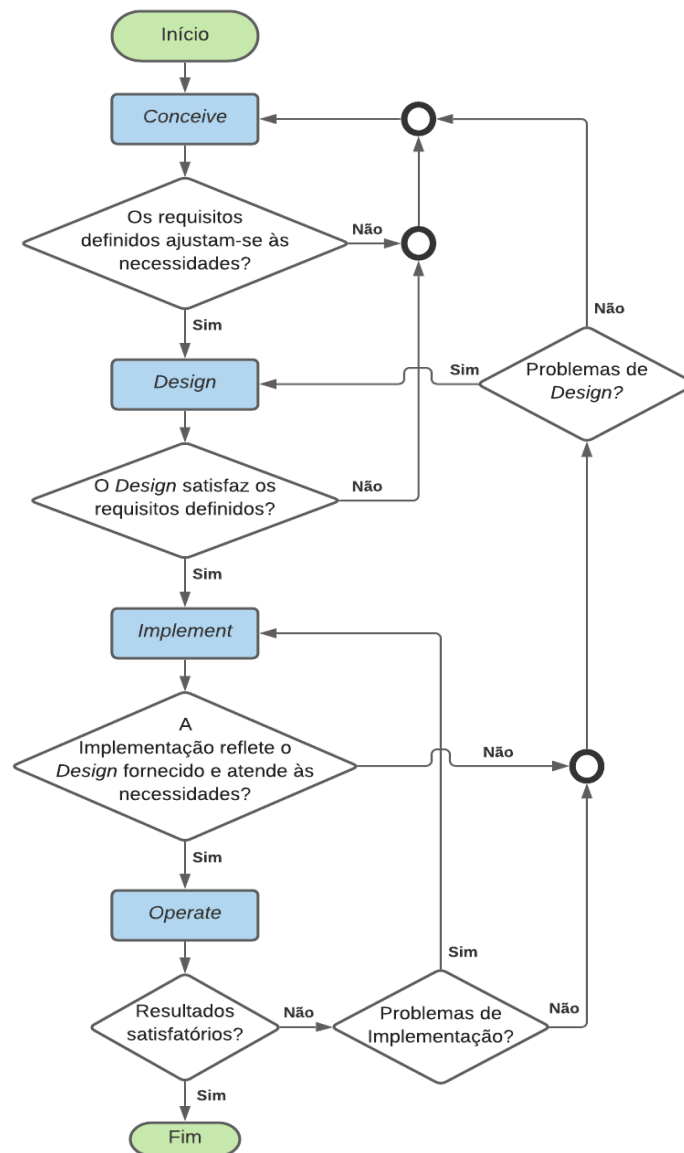 Início
Conceive
Os requisitos
definidos ajustam-se às
necessidades?
Não
Sim
Não
Problemas de
Design?
Sim
Design
O Design satisfaz os
requisitos definidos?
Não
Sim
Implement
A
Implementação reflete o
Design fornecido e atende às
necessidades?
Não
Sim
Operate
Resultados
satisfatórios?
Não
Problemas de
Implementação?
Sim
Não
Sim
Fim